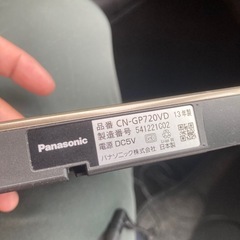 Panasonic
品番 CN-GP720VD 13年製
製造番号 541221002
電源 DC5V
パナソニック株式会社 日本製